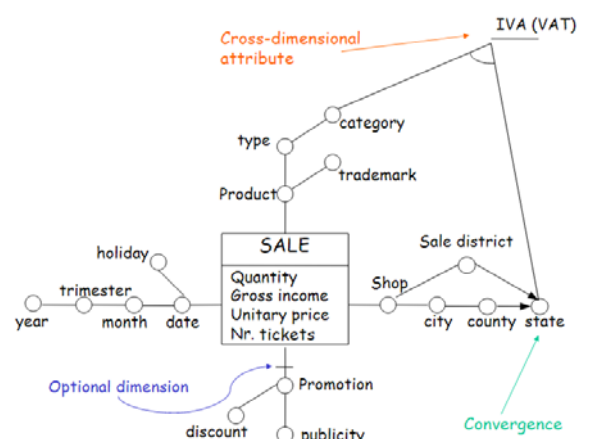 IVA (VAT)
Cross-dimensional
attribute
category
type
trademark
Product
SALE
Quantity
Gross income
Unitary price
Nr. tickets
holiday
trimester
year
month
date
Sale district
Shop
city
county
state
Optional dimension
Promotion
discount
publicity
Convergence